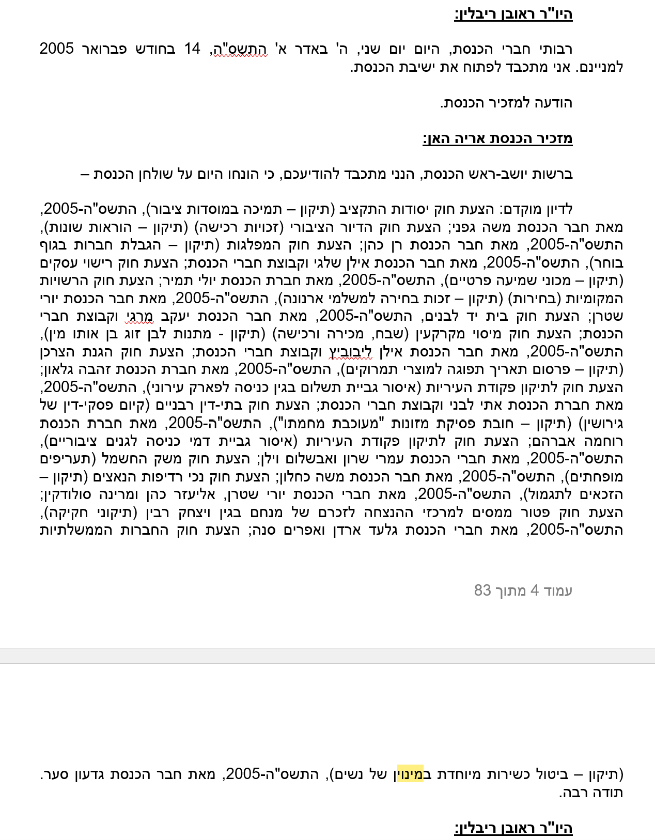 היו"ר ראובן ריבלין:
רבותי חברי הכנסת, היום יום שני, ה' באדר א' התשס"ה, 14 בחודש פברואר 2005
למניינם. אני מתכבד לפתוח את ישיבת הכנסת.
הודעה למזכיר הכנסת.
מזכיר הכנסת אריה האן:
ברשות יושב-ראש הכנסת, הנני מתכבד להודיעכם, כי הונחו היום על שולחן הכנסת –
לדיון מוקדם: הצעת חוק יסודות התקציב (תיקון – תמיכה במוסדות ציבור), התשס"ה-2005,
מאת חבר הכנסת משה גפני; הצעת חוק הדיור הציבורי (זכויות רכישה) (תיקון – הוראות שונות),
התשס"ה-2005, מאת חבר הכנסת רן כהן; הצעת חוק המפלגות (תיקון – הגבלת חברות בגוף
בוחר), התשס"ה-2005, מאת חבר הכנסת אילן שלגי וקבוצת חברי הכנסת; הצעת חוק רישוי עסקים
(תיקון – מכוני שמיעה פרטיים), התשס"ה-2005, מאת חברת הכנסת יולי תמיר; הצעת חוק הרשויות
המקומיות (בחירות) (תיקון – זכות בחירה למשלמי ארנונה), התשס"ה-2005, מאת חבר הכנסת יורי
שטרן; הצעת חוק בית יד לבנים, התשס"ה-2005, מאת חבר הכנסת יעקב מרגי וקבוצת חברי
הכנסת; הצעת חוק מיסוי מקרקעין (שבח, מכירה ורכישה) (תיקון - מתנות לבן זוג בן אותו מין),
התשס"ה-2005, מאת חבר הכנסת אילן ליבוביץ וקבוצת חברי הכנסת; הצעת חוק הגנת הצרכן
(תיקון – פרסום תאריך תפוגה למוצרי תמרוקים), התשס"ה-2005, מאת חברת הכנסת זהבה גלאון;
הצעת חוק לתיקון פקודת העיריות (איסור גביית תשלום בגין כניסה לפארק עירוני), התשס"ה-2005,
מאת חברת הכנסת אתי לבני וקבוצת חברי הכנסת; הצעת חוק בתי-דין רבניים (קיום פסקי-דין של
גירושין) (תיקון – חובת פסיקת מזונות "מעוכבת מחמתו"), התשס"ה-2005, מאת חברת הכנסת
רוחמה אברהם; הצעת חוק לתיקון פקודת העיריות (איסור גביית דמי כניסה לגנים ציבוריים),
התשס"ה-2005, מאת חברי הכנסת עמרי שרון ואבשלום וילן; הצעת חוק משק החשמל (תעריפים
מופחתים), התשס"ה-2005, מאת חבר הכנסת משה כחלון; הצעת חוק נכי רדיפות הנאצים (תיקון –
הזכאים לתגמול), התשס"ה-2005, מאת חברי הכנסת יורי שטרן, אליעזר כהן ומרינה סולודקין;
הצעת חוק פטור ממסים למרכזי ההנצחה לזכרם של מנחם בגין ויצחק רבין (תיקוני חקיקה),
התשס"ה-2005, מאת חברי הכנסת גלעד ארדן ואפרים סנה; הצעת חוק החברות הממשלתיות
עמוד 4 מתוך 83
(תיקון – ביטול כשירות מיוחדת במינוין של נשים), התשס"ה-2005, מאת חבר הכנסת גדעון סער.
תודה רבה.
היו"ר ראובן ריבלין: